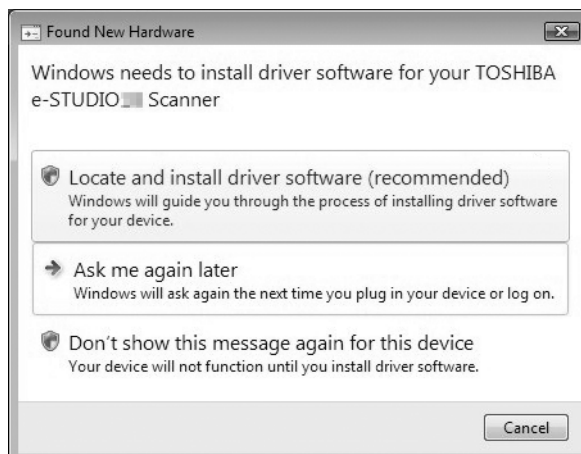 Found New Hardware
Windows needs to install driver software for your TOSHIBA
e-STUDIO Scanner
Locate and install driver software (recommended)
Windows will guide you through the process of installing driver software
for your device.
Ask me again later
Windows will ask again the next time you plug in your device or log on.
Don't show this message again for this device
Your device will not function until you install driver software.
Cancel